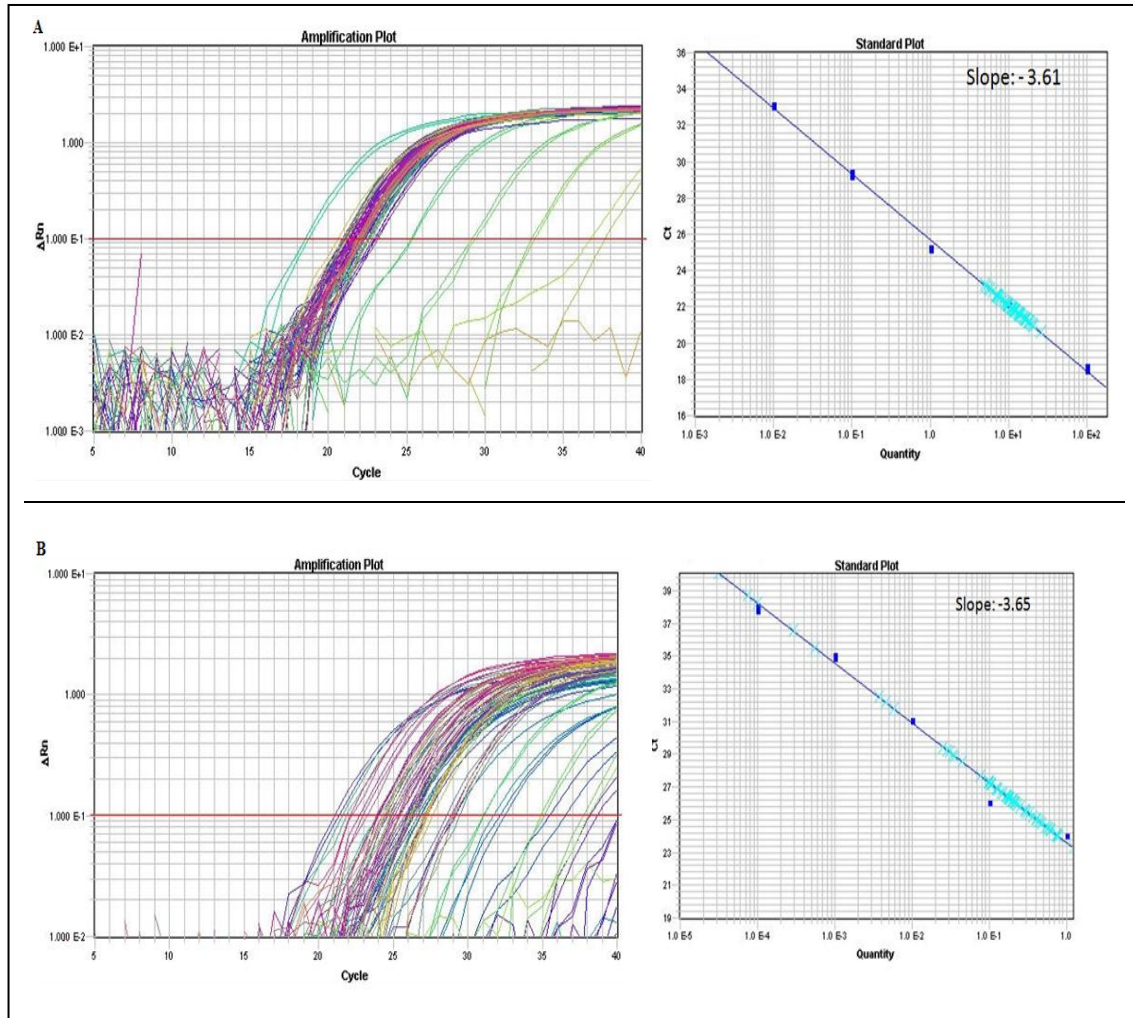 A
Amplification Plot
1.000 E+1
1.000
1.000 E-1
1.000 E-2
1.000 E-3
ΔRn
5 10 15 20 25 30 35 40
Cycle
Standard Plot
Slope: - 3.61
36
34
32
30
28
26
24
22
20
18
16
Ct
1.0 E-3 1.0 E-2 1.0 E-1 1.0 1.0 E+1 1.0 E+2
Quantity
B
Amplification Plot
1.000 E+1
1.000
1.000 E-1
1.000 E-2
ΔRn
5 10 15 20 25 30 35 40
Cycle
Standard Plot
Slope: -3.65
39
37
35
33
31
29
27
25
23
21
19
Ct
1.0 E-5 1.0 E-4 1.0 E-3 1.0 E-2 1.0 E-1 1.0
Quantity